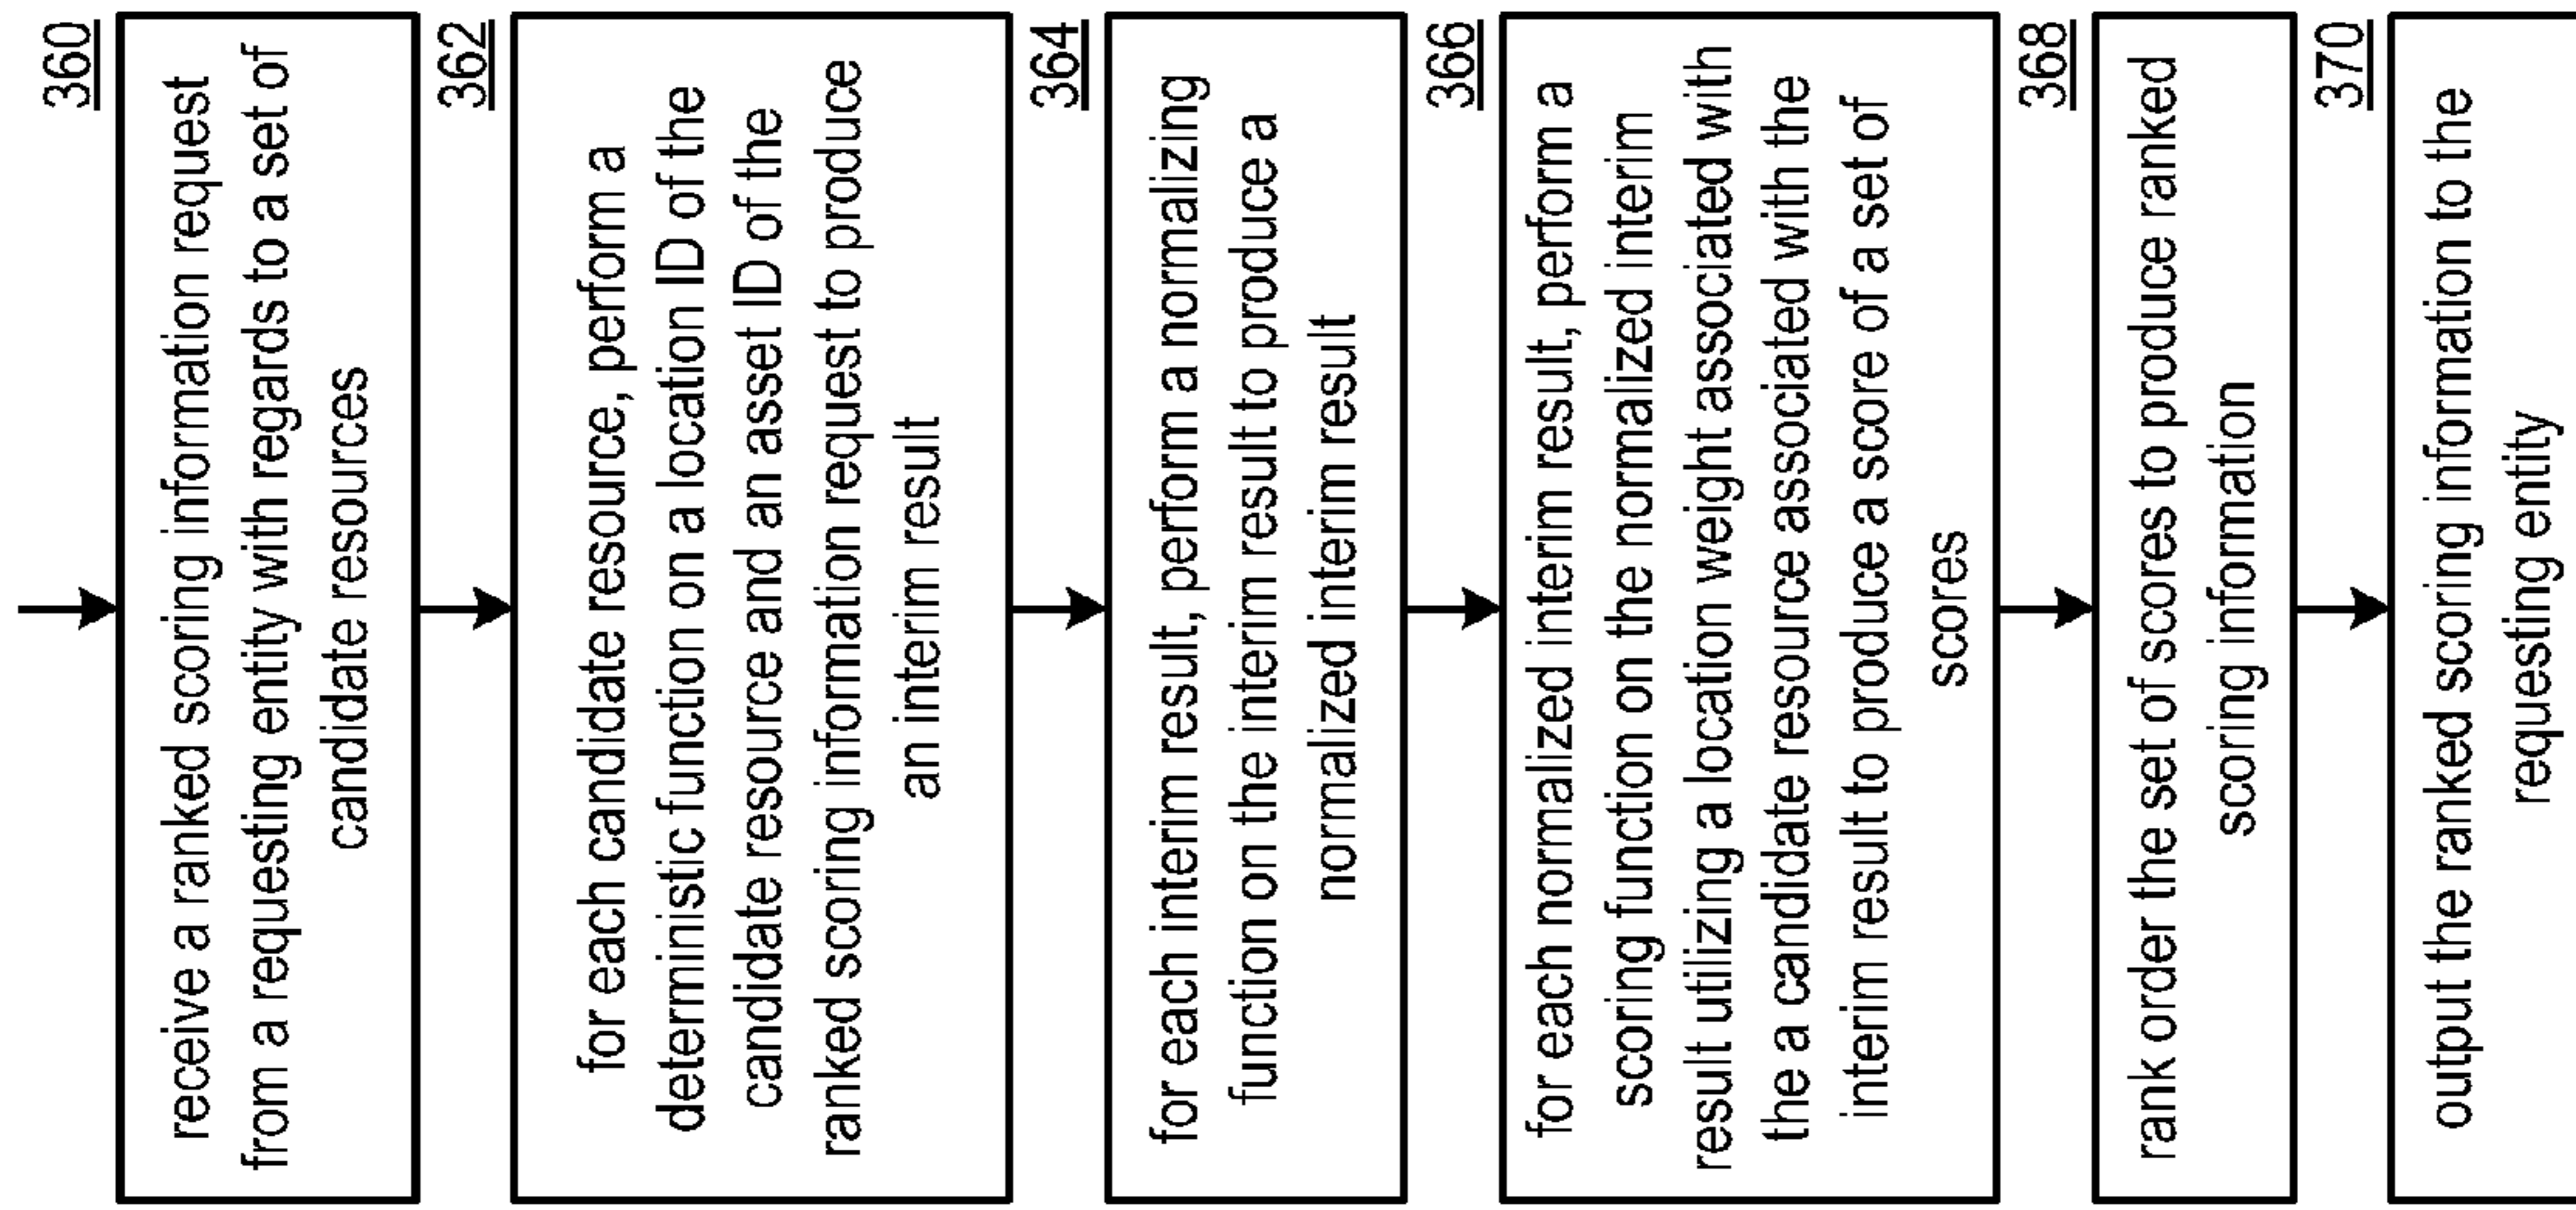 360
receive a ranked scoring information request
from a requesting entity with regards to a set of
candidate resources
362
for each candidate resource, perform a
deterministic function on a location ID of the
candidate resource and an asset ID of the
ranked scoring information request to produce
an interim result
364
for each interim result, perform a normalizing
function on the interim result to produce a
normalized interim result
366
for each normalized interim result, perform a
scoring function on the normalized interim
result utilizing a location weight associated with
the a candidate resource associated with the
interim result to produce a score of a set of
scores
368
rank order the set of scores to produce ranked
scoring information
370
output the ranked scoring information to the
requesting entity